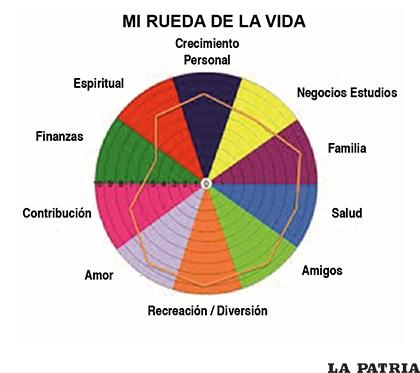 MI RUEDA DE LA VIDA
Crecimiento
Personal
Espiritual
Negocios Estudios
Finanzas
Familia
0
Contribución
Salud
Amor
Amigos
Recreación / Diversión
LA PATRIA